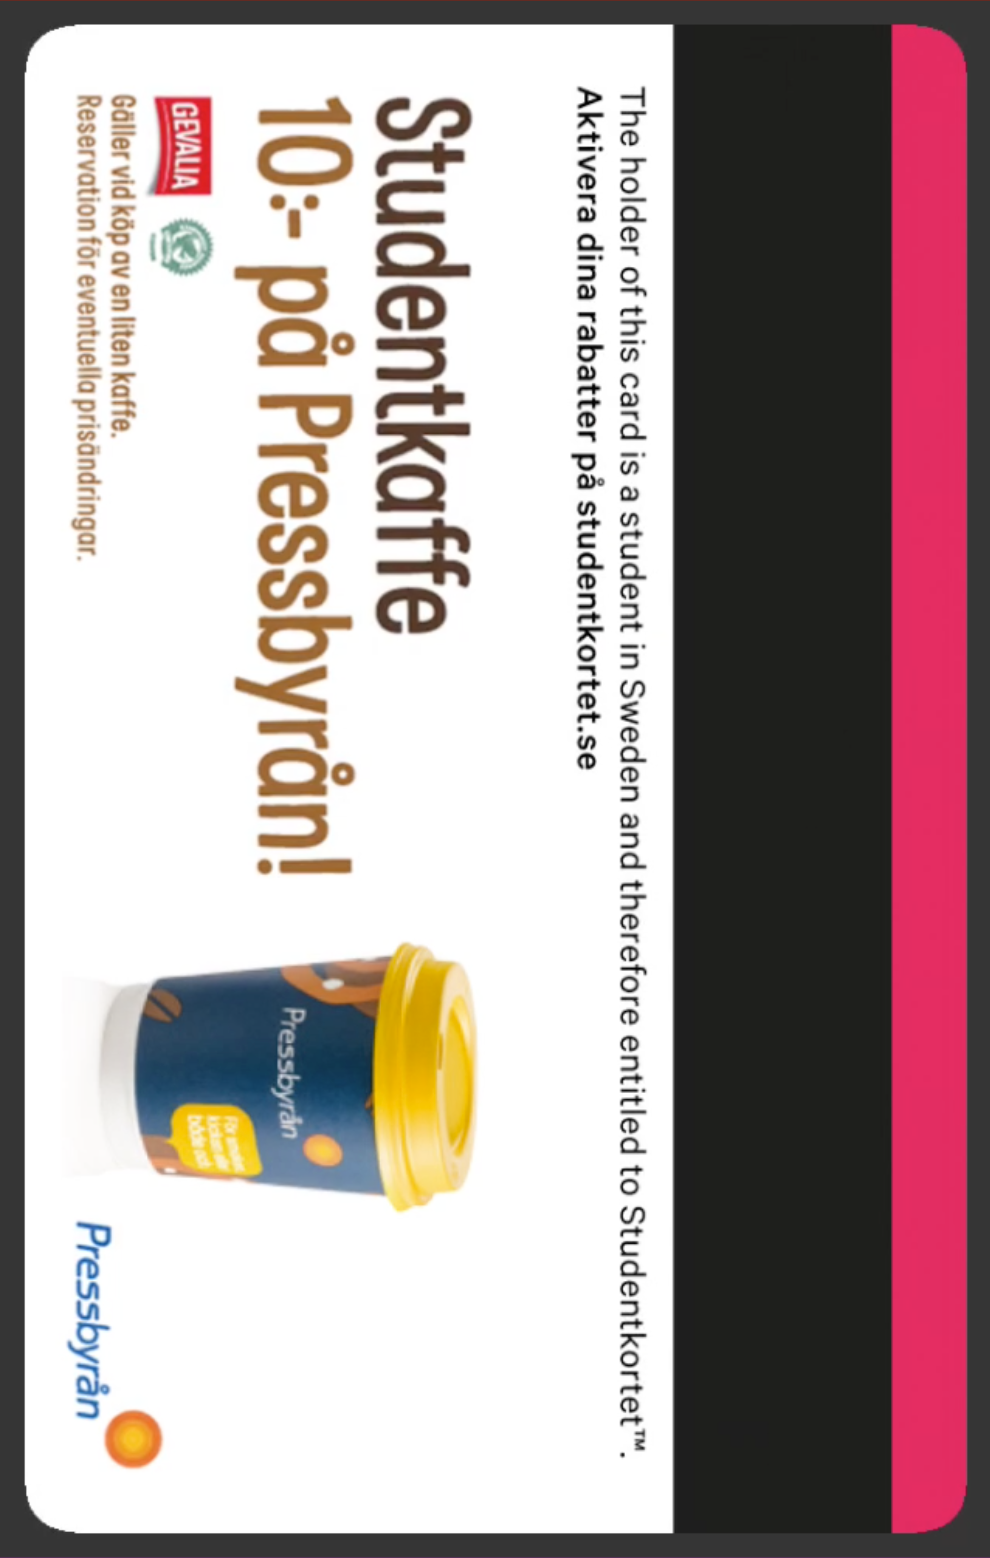 The holder of this card is a student in Sweden and therefore entitled to Studentkortet™.
Aktivera dina rabatter på studentkortet.se
Studentkaffe
10:- på Pressbyrån!
GEVALIA
Gäller vid köp av en liten kaffe.
Reservation för eventuella prisändringar.
Pressbyrån
Pressbyrån